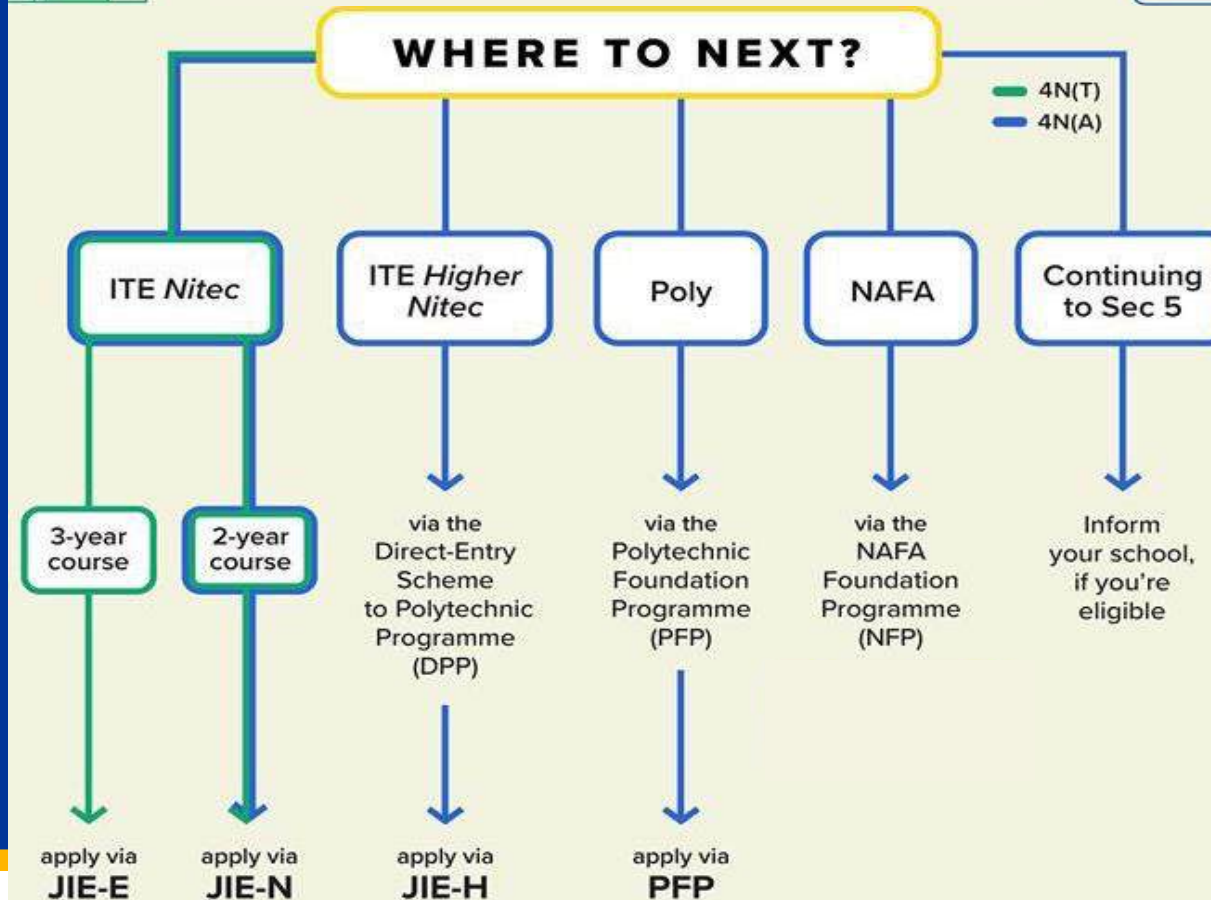 WHERE TO NEXT?
4N(T)
4N(A)
ITE Nitec
ITE Higher
Nitec
Poly
NAFA
Continuing
to Sec 5
3-year
course
2-year
course
via the
Direct-Entry
Scheme
to Polytechnic
Programme
(DPP)
via the
Polytechnic
Foundation
Programme
(PFP)
via the
NAFA
Foundation
Programme
(NFP)
Inform
your school,
if you're
eligible
apply via
JIE-E
apply via
JIE-N
apply via
JIE-H
apply via
PFP